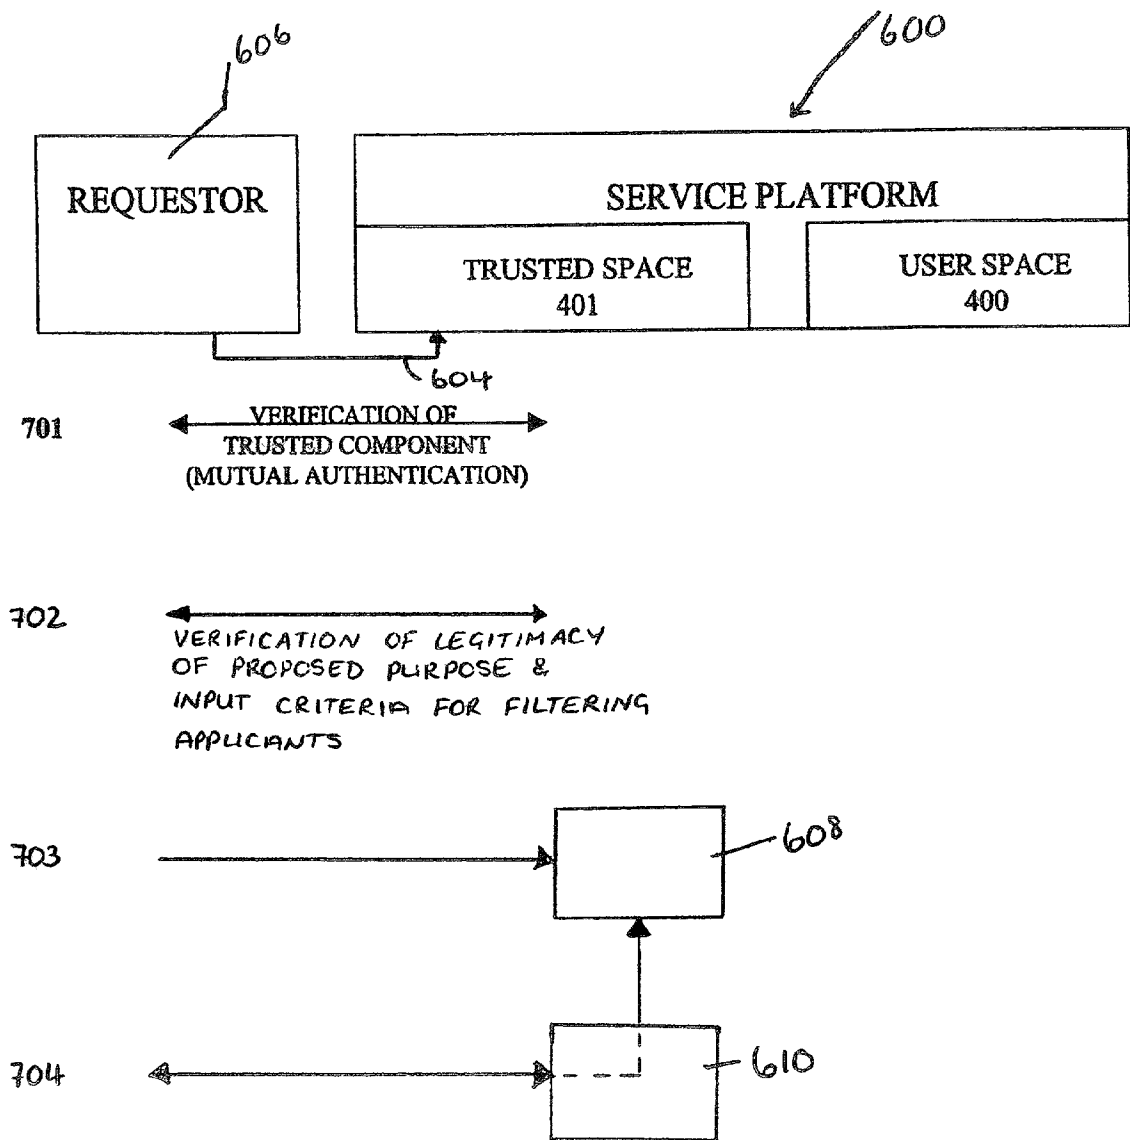 606
600
REQUESTOR
SERVICE PLATFORM
TRUSTED SPACE
401
USER SPACE
400
604
701
VERIFICATION OF
TRUSTED COMPONENT
(MUTUAL AUTHENTICATION)
702
VERIFICATION OF LEGITIMACY
OF PROPOSED PURPOSE &
INPUT CRITERIA FOR FILTERING
APPLICANTS
703
608
704
610